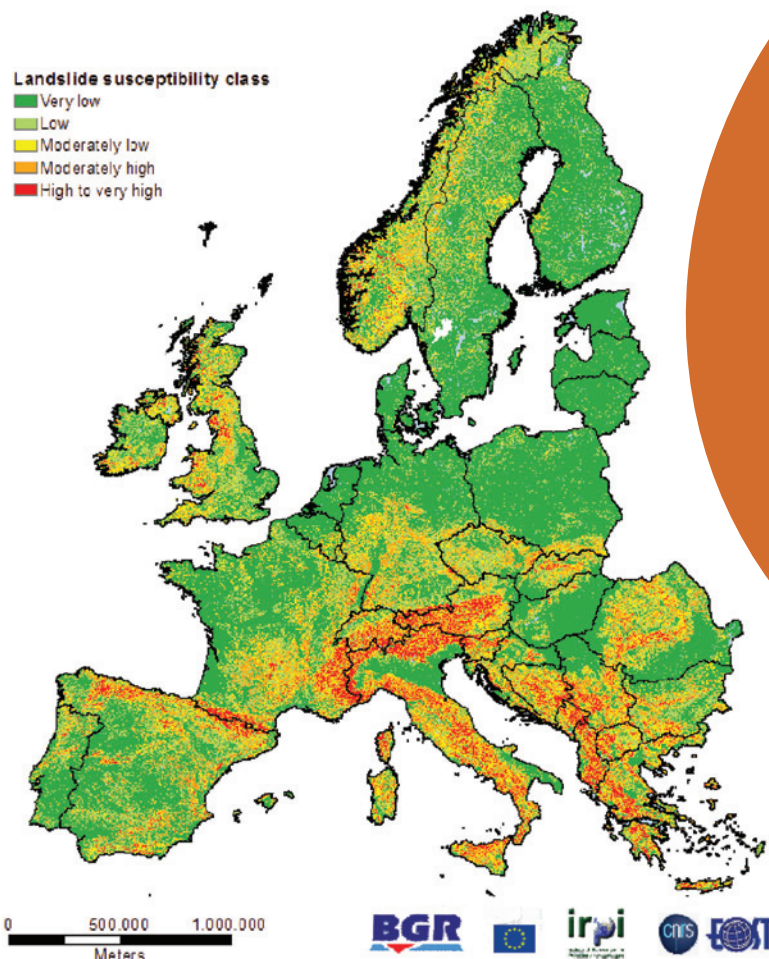 Landslide susceptibility class
Very low
Low
Moderately low
Moderately high
High to very high
0 500.000 1.000.000
Meters
BGR
irpi
cnrs